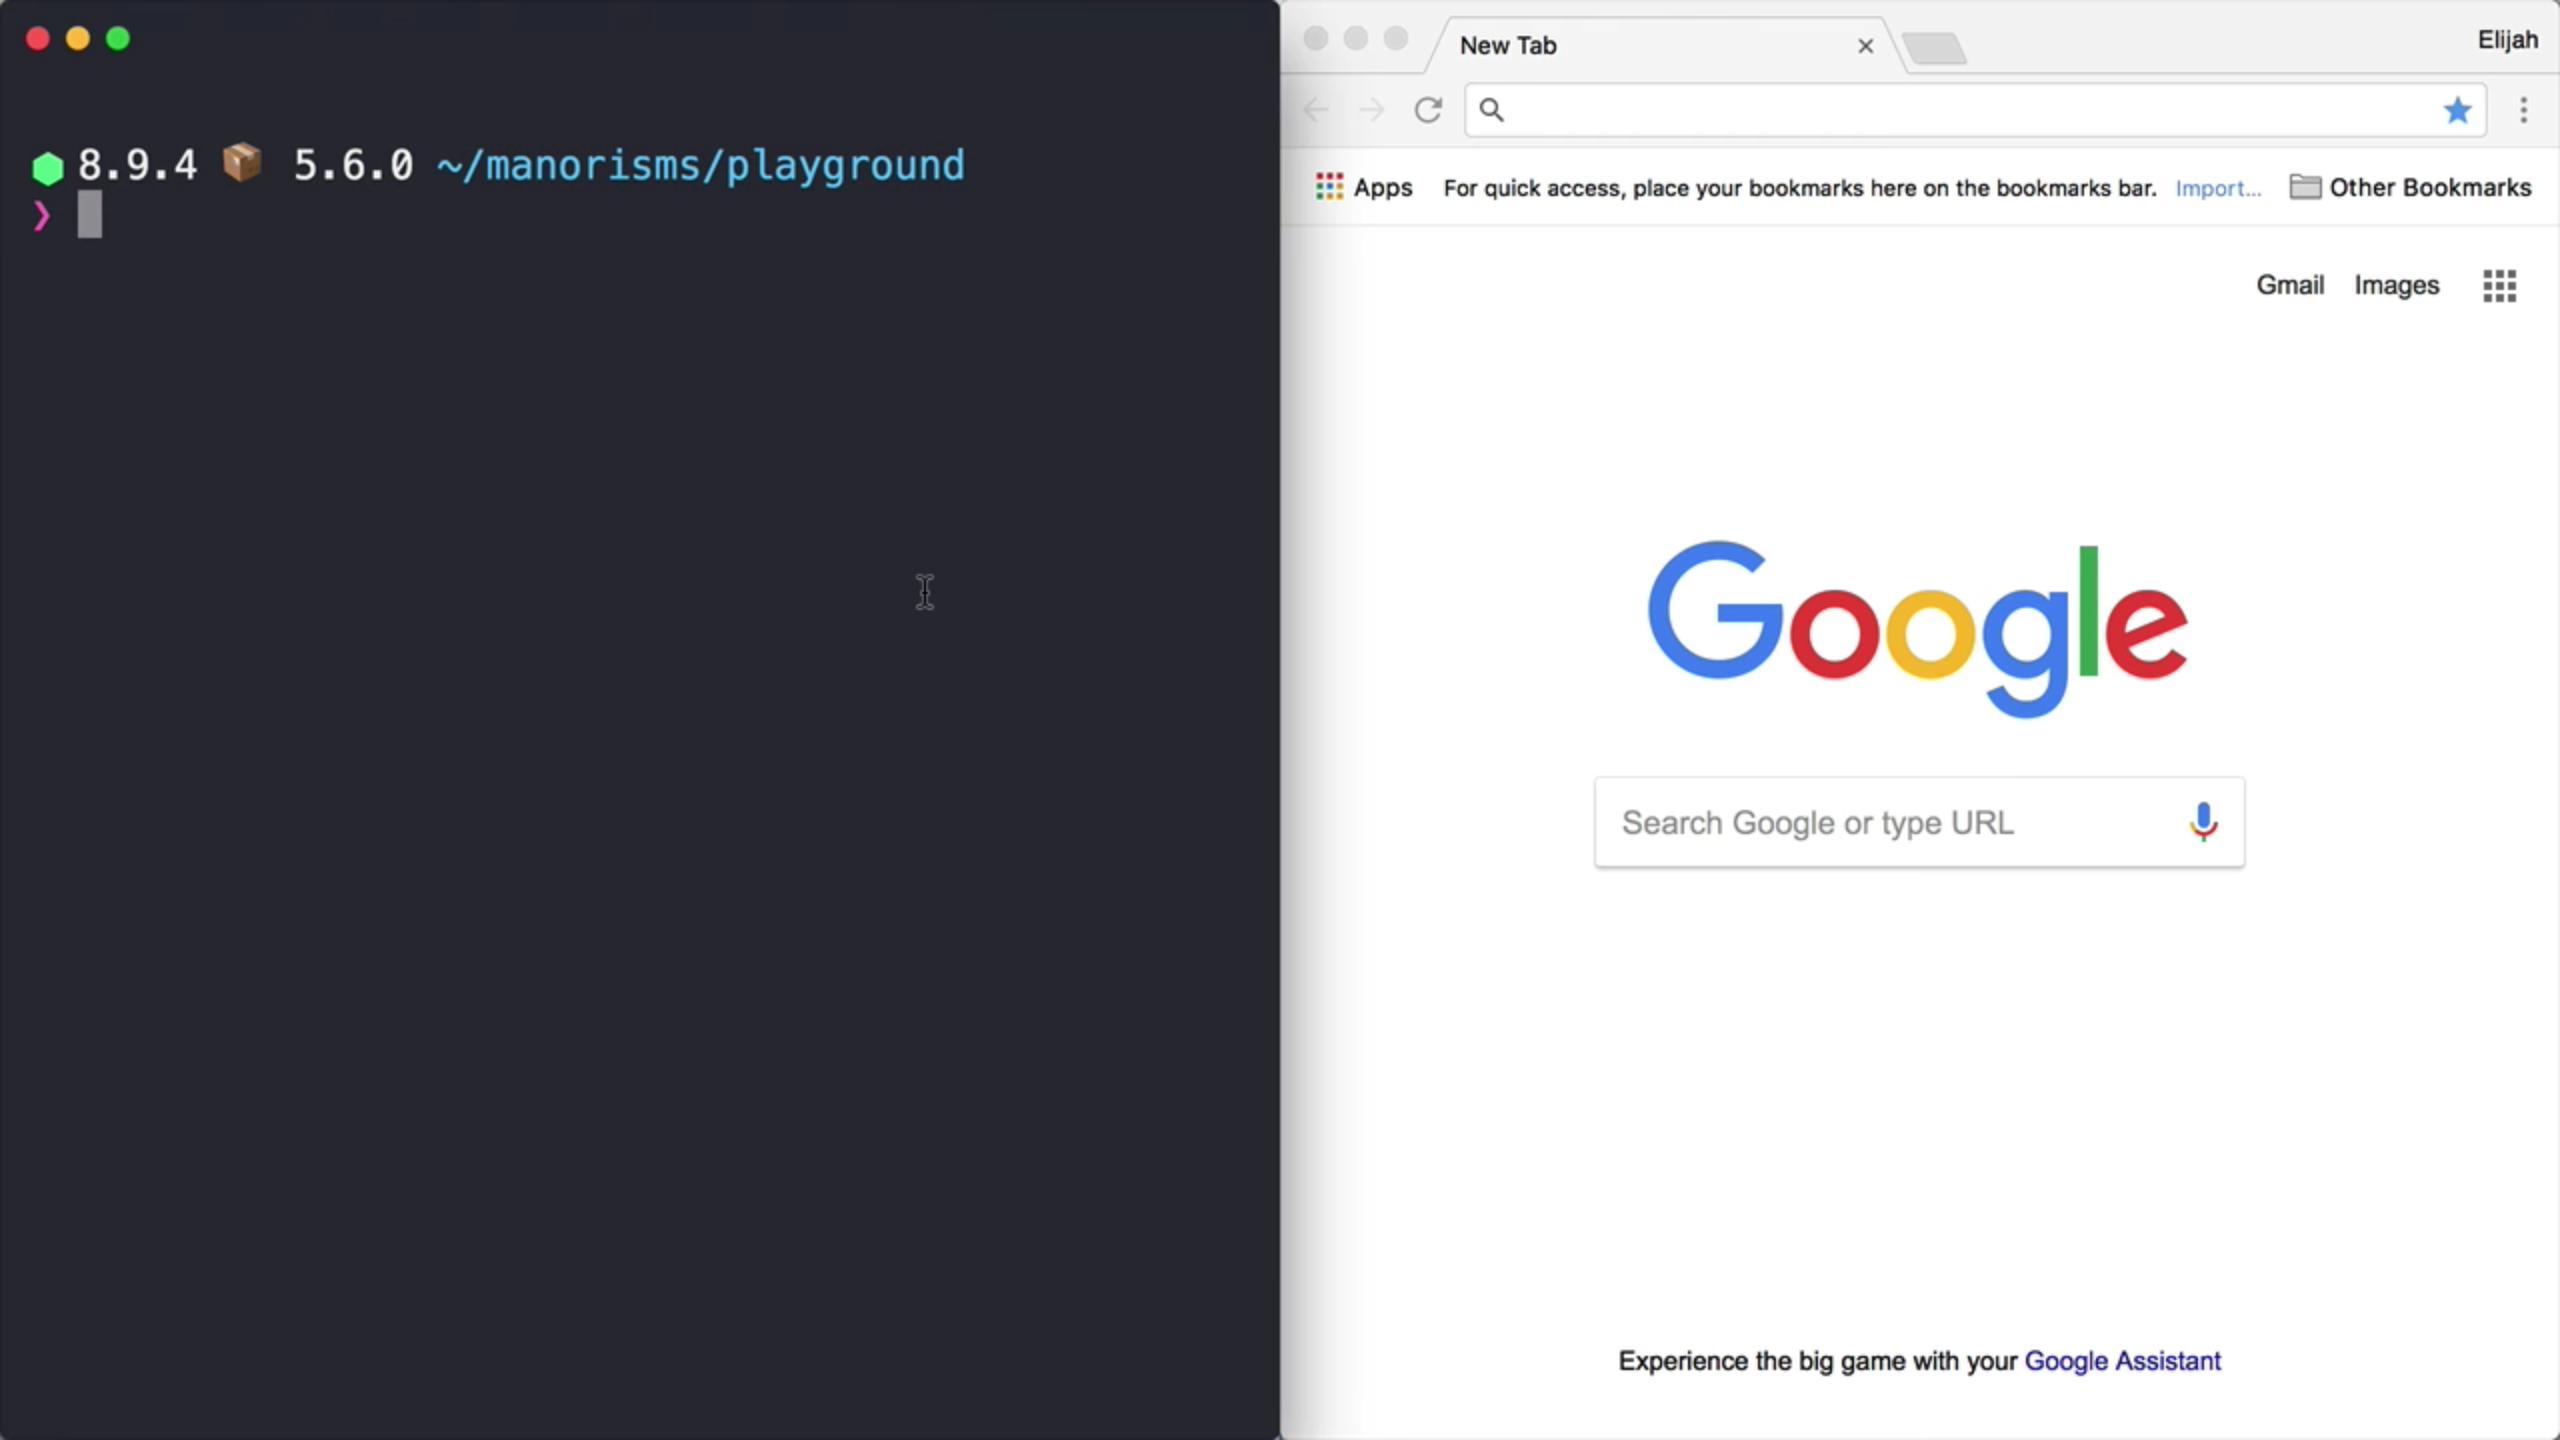 8.9.4 📦 5.6.0 ~/manorisms/playground
❯
New Tab
Elijah
Apps For quick access, place your bookmarks here on the bookmarks bar. Import... Other Bookmarks
Gmail Images
Google
Search Google or type URL
Experience the big game with your Google Assistant